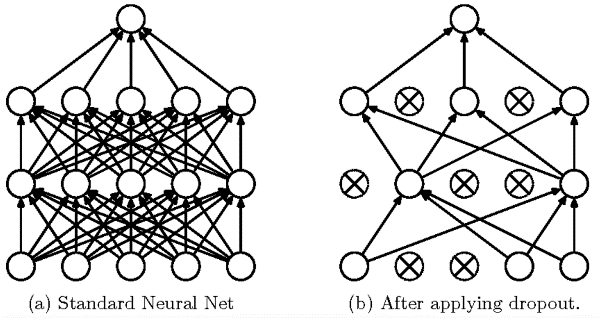 (a) Standard Neural Net
(b) After applying dropout.